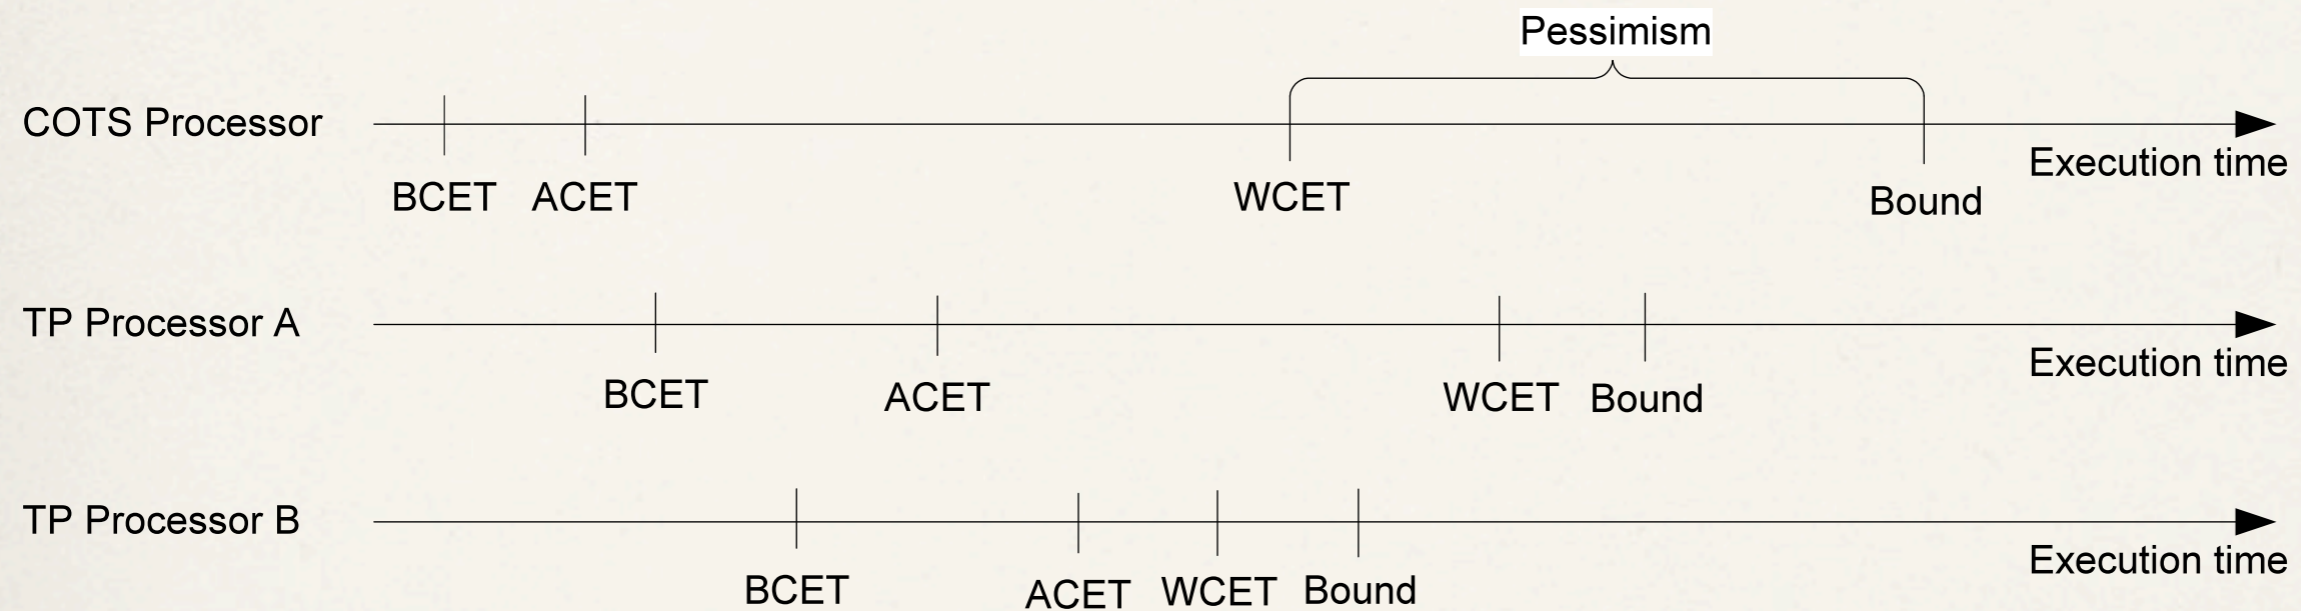 Pessimism
COTS Processor
Execution time
BCET ACET WCET Bound
TP Processor A
Execution time
BCET ACET WCET Bound
TP Processor B
Execution time
BCET ACET WCET Bound